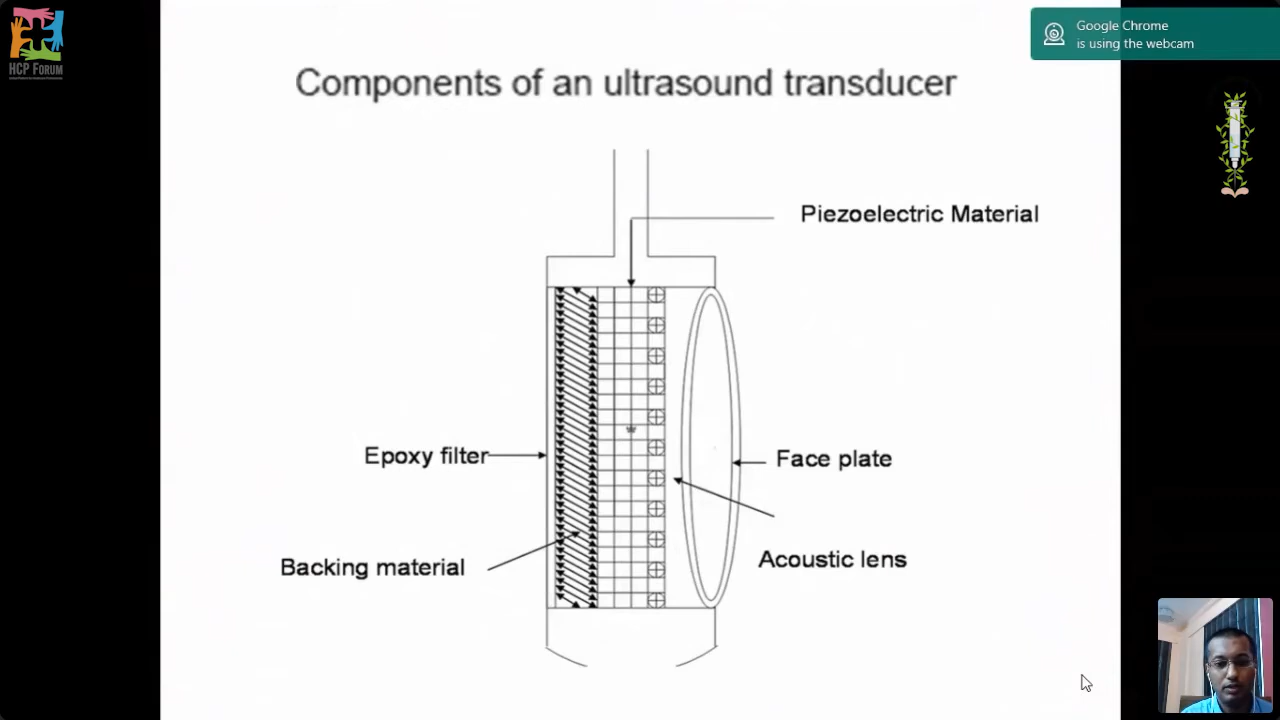 HCP FORUM
Google Chrome
is using the webcam
Components of an ultrasound transducer
Piezoelectric Material
Epoxy filter
Face plate
Backing material
Acoustic lens